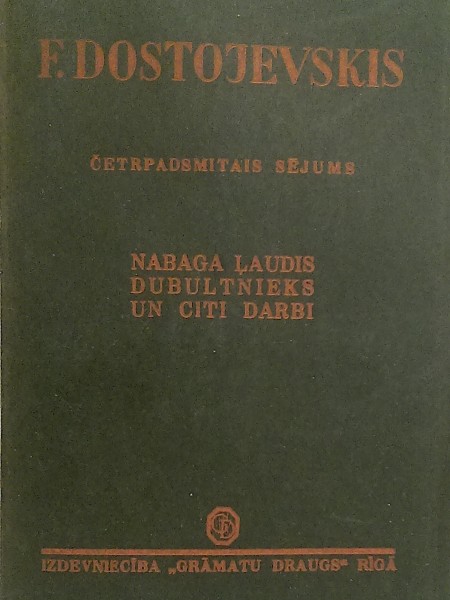 F. DOSTOJEVSKIS
ČETRPADSMITAIS SĒJUMS
NABAGA ĻAUDIS
DUBULTNIEKS
UN CITI DARBI
IZDEVNIECĪBA „GRĀMATU DRAUGS“ RĪGĀ